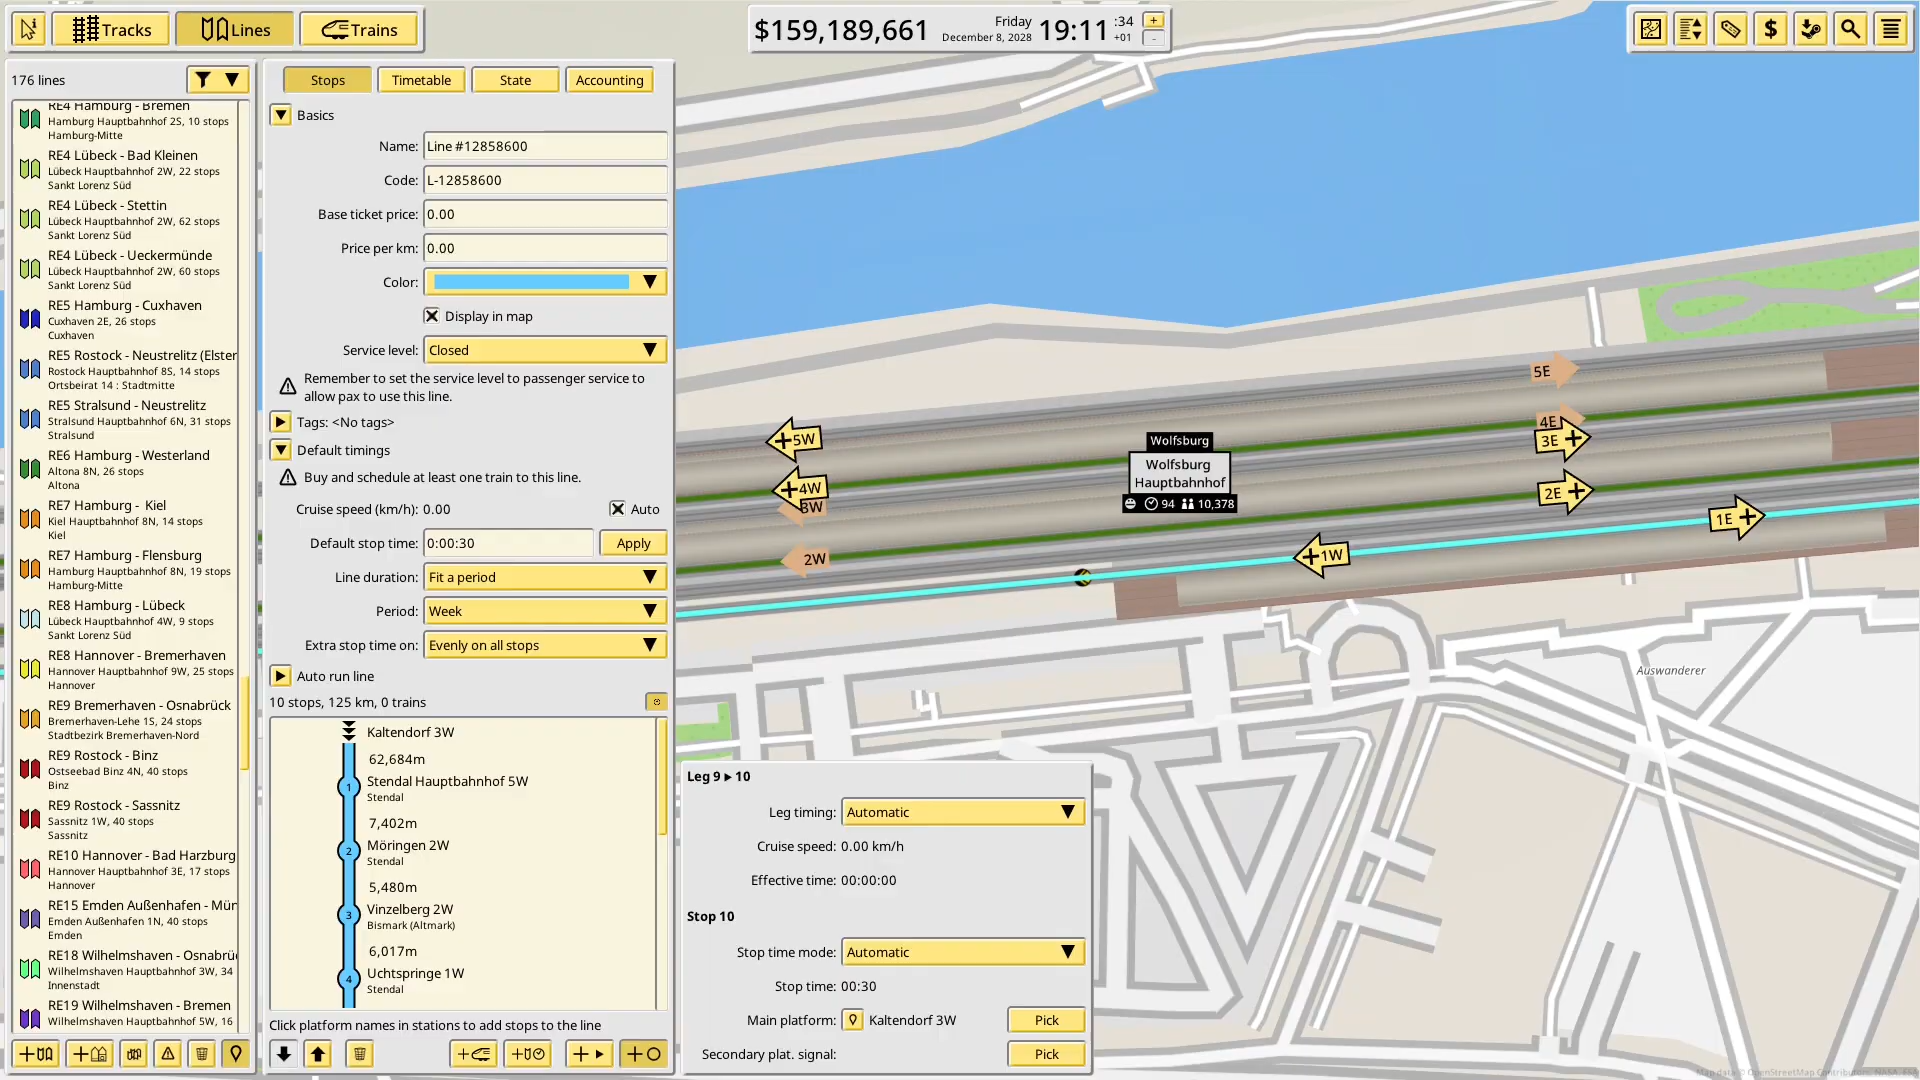 Tracks
Lines
Trains
$159,189,661
Friday
December 8, 2028
19:11
:34
+01
+
-
176 lines
RE4 Hamburg - Bremen
Hamburg Hauptbahnhof 2S, 10 stops
Hamburg-Mitte
RE4 Lübeck - Bad Kleinen
Lübeck Hauptbahnhof 2W, 22 stops
Sankt Lorenz Süd
RE4 Lübeck - Stettin
Lübeck Hauptbahnhof 2W, 62 stops
Sankt Lorenz Süd
RE4 Lübeck - Ueckermünde
Lübeck Hauptbahnhof 2W, 60 stops
Sankt Lorenz Süd
RE5 Hamburg - Cuxhaven
Cuxhaven 2E, 26 stops
Cuxhaven
RE5 Rostock - Neustrelitz (Elster
Rostock Hauptbahnhof 8S, 14 stops
Ortsbeirat 14 : Stadtmitte
RE5 Stralsund - Neustrelitz
Stralsund Hauptbahnhof 6N, 31 stops
Stralsund
RE6 Hamburg - Westerland
Altona 8N, 26 stops
Altona
RE7 Hamburg - Kiel
Kiel Hauptbahnhof 8N, 14 stops
Kiel
RE7 Hamburg - Flensburg
Hamburg Hauptbahnhof 8N, 19 stops
Hamburg-Mitte
RE8 Hamburg - Lübeck
Lübeck Hauptbahnhof 4W, 9 stops
Sankt Lorenz Süd
RE8 Hannover - Bremerhaven
Hannover Hauptbahnhof 9W, 25 stops
Hannover
RE9 Bremerhaven - Osnabrück
Bremerhaven-Lehe 1S, 24 stops
Stadtbezirk Bremerhaven-Nord
RE9 Rostock - Binz
Ostseebad Binz 4N, 40 stops
Binz
RE9 Rostock - Sassnitz
Sassnitz 1W, 40 stops
Sassnitz
RE10 Hannover - Bad Harzburg
Hannover Hauptbahnhof 3E, 17 stops
Hannover
RE15 Emden Außenhafen - Mün
Emden Außenhafen 1N, 40 stops
Emden
RE18 Wilhelmshaven - Osnabrü
Wilhelmshaven Hauptbahnhof 3W, 34
Innenstadt
RE19 Wilhelmshaven - Bremen
Wilhelmshaven Hauptbahnhof 5W, 16
Stops
Timetable
State
Accounting
Basics
Name: Line #12858600
Code: L-12858600
Base ticket price: 0.00
Price per km: 0.00
Color:
Display in map
Service level: Closed
Remember to set the service level to passenger service to
allow pax to use this line.
Tags: <No tags>
Default timings
Buy and schedule at least one train to this line.
Cruise speed (km/h): 0.00
Auto
Default stop time: 0:00:30
Apply
Line duration: Fit a period
Period: Week
Extra stop time on: Evenly on all stops
Auto run line
10 stops, 125 km, 0 trains
Kaltendorf 3W
62,684m
1
Stendal Hauptbahnhof 5W
Stendal
7,402m
2
Möringen 2W
Stendal
5,480m
3
Vinzelberg 2W
Bismark (Altmark)
6,017m
4
Uchtspringe 1W
Stendal
Click platform names in stations to add stops to the line
Leg 9 ▶ 10
Leg timing: Automatic
Cruise speed: 0.00 km/h
Effective time: 00:00:00
Stop 10
Stop time mode: Automatic
Stop time: 00:30
Main platform: Kaltendorf 3W
Pick
Secondary plat. signal:
Pick
5E
4E
3E
2E
1E
+5W
+4W
3W
2W
+1W
Wolfsburg
Wolfsburg
Hauptbahnhof
94
10,378
Auswanderer